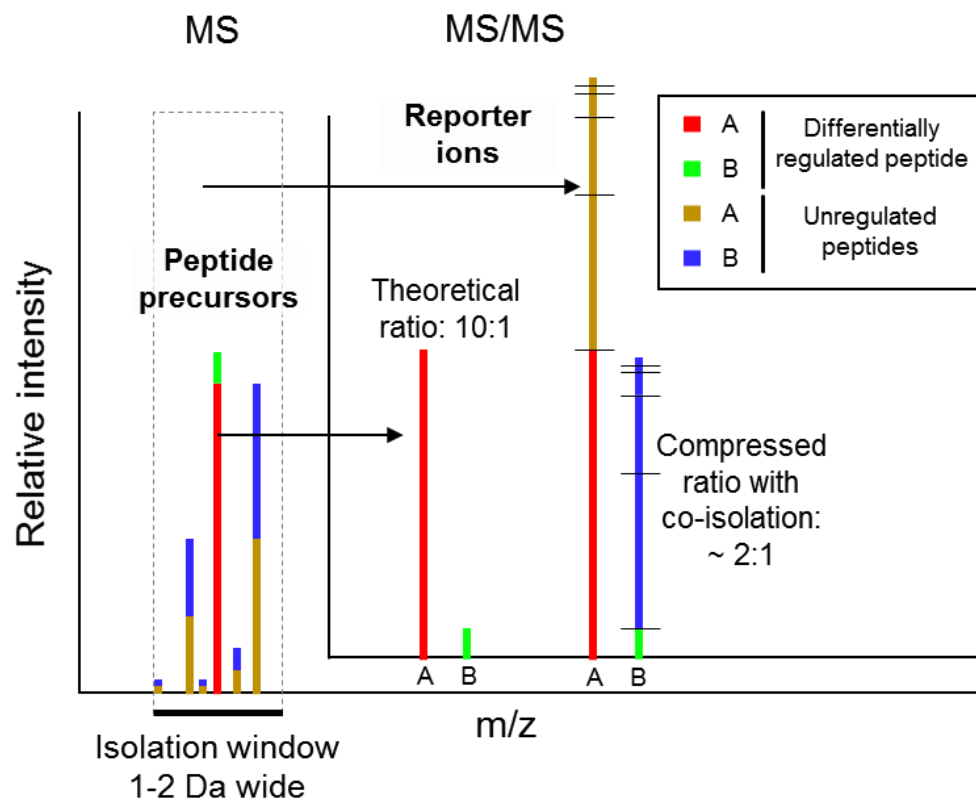 MS
MS/MS
Reporter
ions
A
Differentially
regulated peptide
B
A
Unregulated
peptides
B
Peptide
precursors
Theoretical
ratio: 10:1
Relative intensity
Compressed
ratio with
co-isolation:
~ 2:1
A
B
A
B
m/z
Isolation window
1-2 Da wide